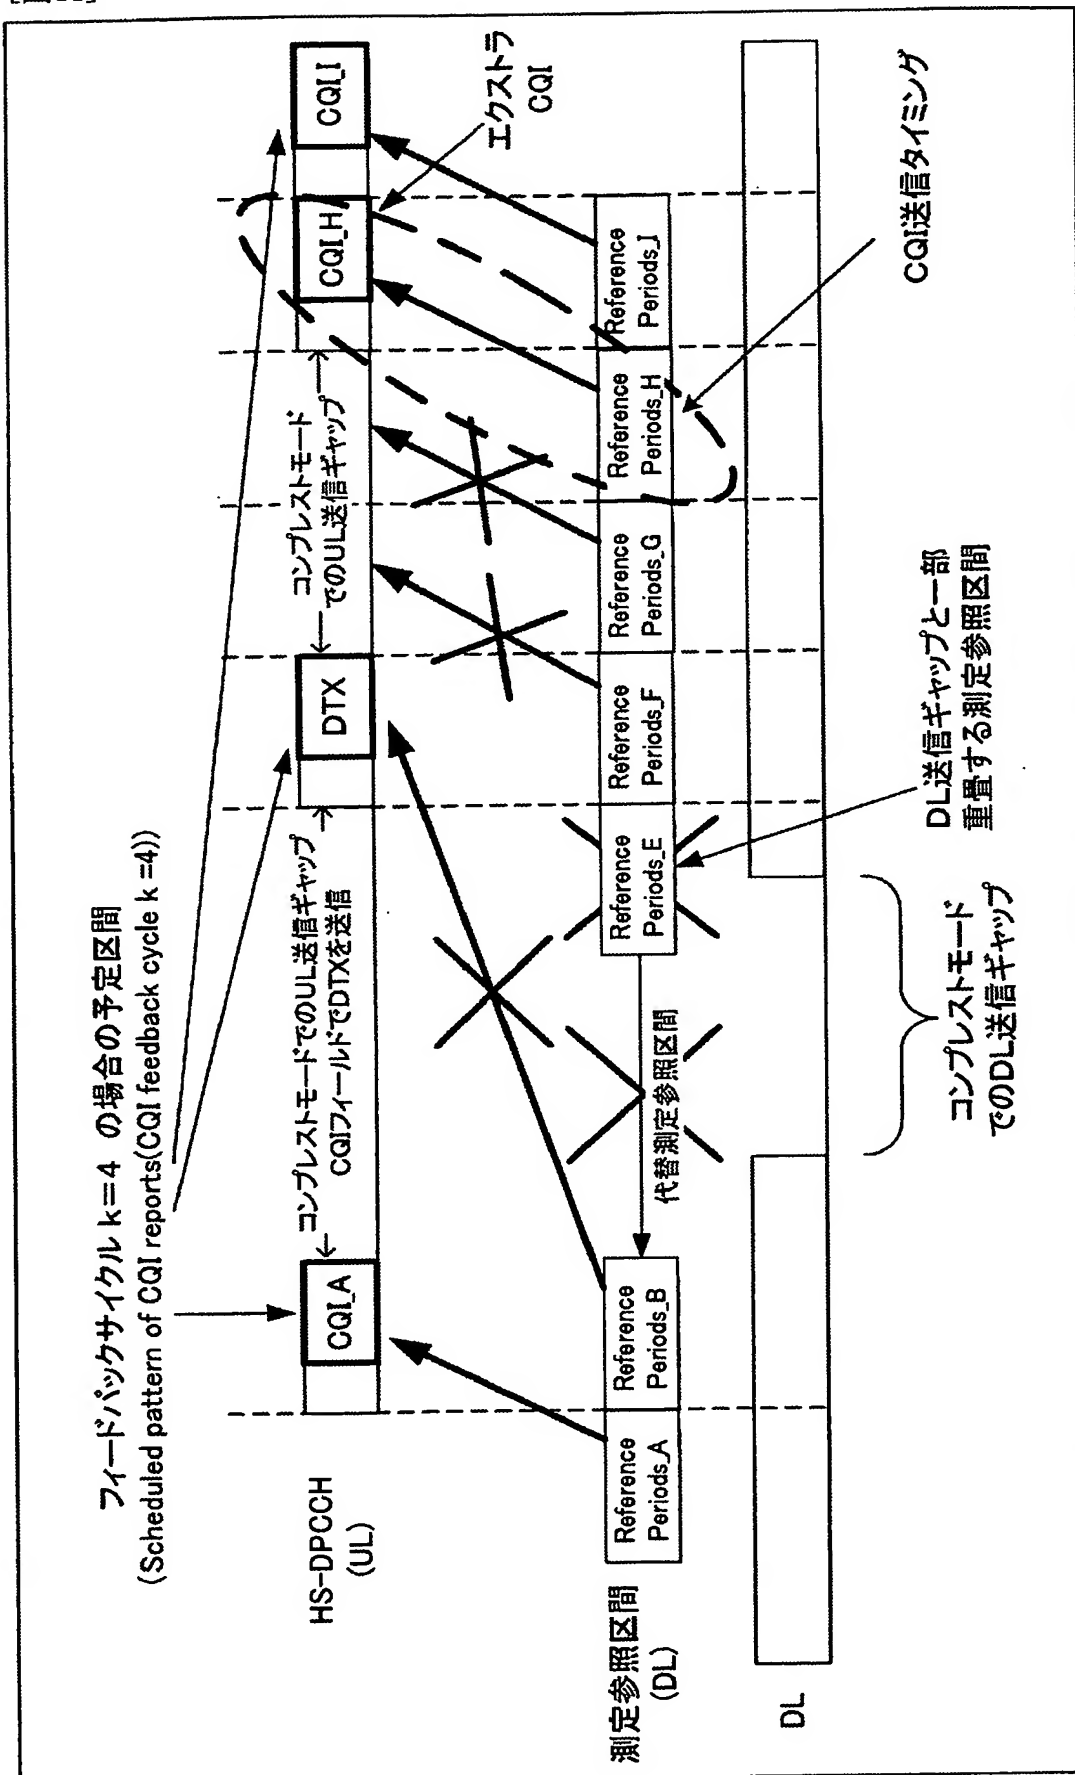 フィードバックサイクル k=4 の場合の予定区間
(Scheduled pattern of CQI reports(CQI feedback cycle k =4))
HS-DPCCH
(UL)
CQI_A
コンプレストモードでのUL送信ギャップ
CQIフィールドでDTXを送信
DTX
コンプレストモード
でのUL送信ギャップ
CQI_H
CQI_I
エクストラ
CQI
測定参照区間
(DL)
Reference
Periods_A
Reference
Periods_B
代替測定参照区間
Reference
Periods_E
Reference
Periods_F
Reference
Periods_G
Reference
Periods_H
Reference
Periods_I
CQI送信タイミング
DL送信ギャップと一部
重畳する測定参照区間
DL
コンプレストモード
でのDL送信ギャップ